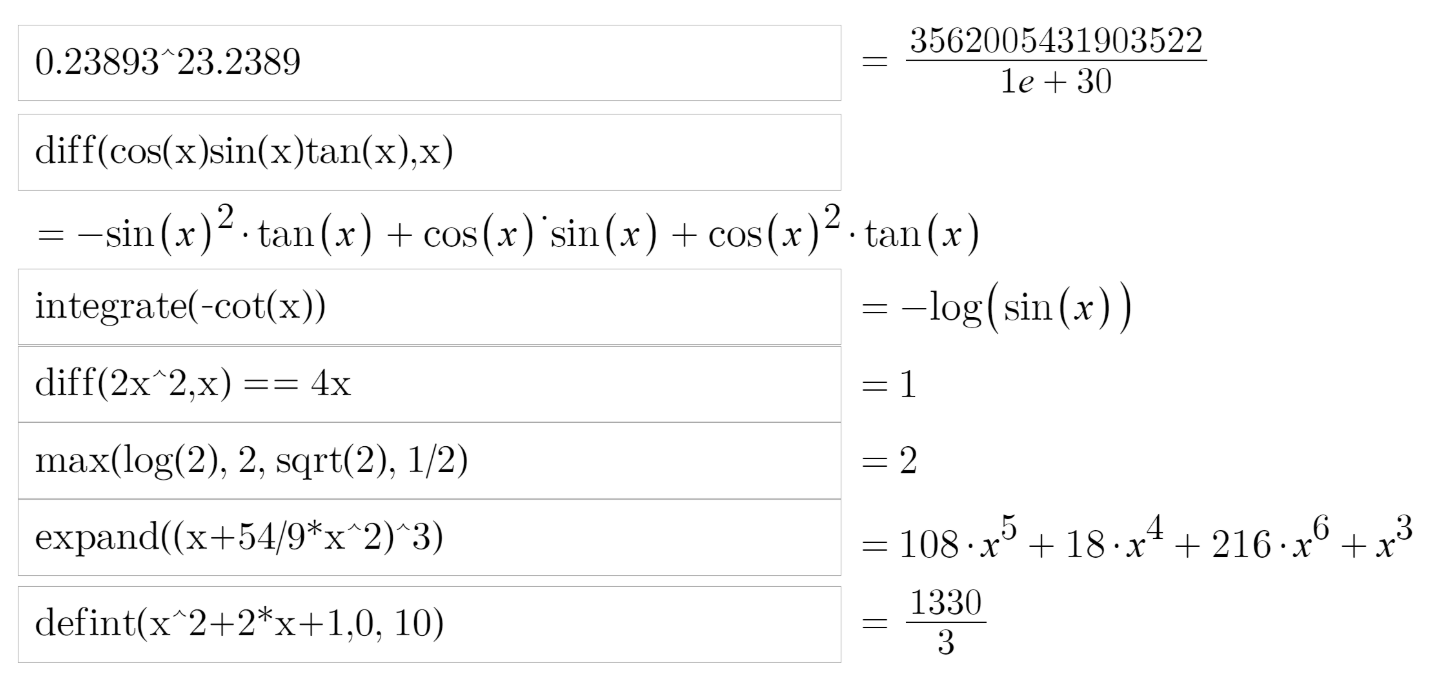 0.23893^23.2389 = \frac{3562005431903522}{1e + 30}
diff(cos(x)sin(x)tan(x),x)
= −sin(x)^2 · tan(x) + cos(x) · sin(x) + cos(x)^2 · tan(x)
integrate(-cot(x)) = −log(sin(x))
diff(2x^2,x) == 4x = 1
max(log(2), 2, sqrt(2), 1/2) = 2
expand((x+54/9*x^2)^3) = 108 · x^5 + 18 · x^4 + 216 · x^6 + x^3
defint(x^2+2*x+1,0, 10) = \frac{1330}{3}